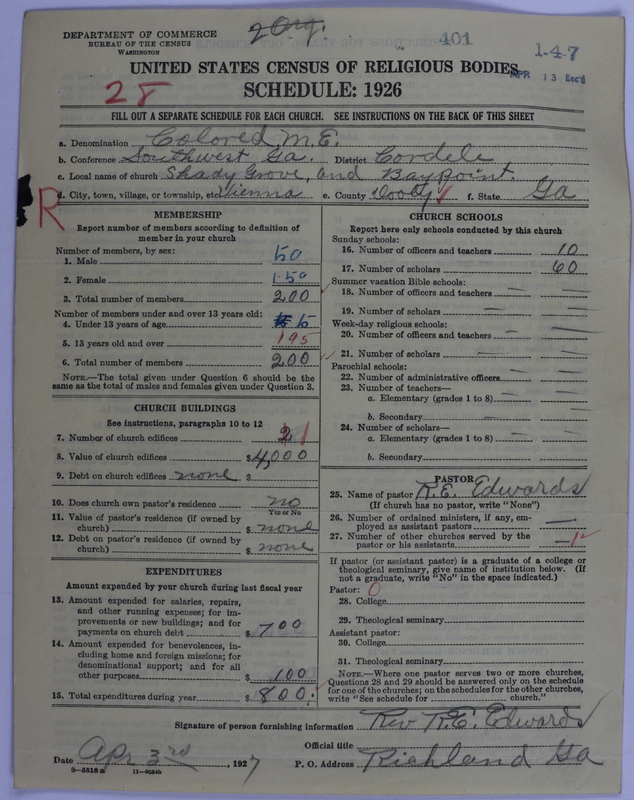 DEPARTMENT OF COMMERCE
BUREAU OF THE CENSUS
WASHINGTON
2 Org.
401
1-4-7
APR 13 Rec'd
UNITED STATES CENSUS OF RELIGIOUS BODIES
28
SCHEDULE: 1926
FILL OUT A SEPARATE SCHEDULE FOR EACH CHURCH. SEE INSTRUCTIONS ON THE BACK OF THIS SHEET
a. Denomination Colored M.E.
b. Conference Southwest, Ga. District Cordele
c. Local name of church Shady Grove, and Baypoint.
R
d. City, town, village, or township, etc. Vienna e. County Dooly f. State Ga
MEMBERSHIP
Report number of members according to definition of
member in your church
Number of members, by sex:
1. Male 50
2. Female 150
3. Total number of members 200
Number of members under and over 13 years old:
4. Under 13 years of age 15
5. 13 years old and over 195
6. Total number of members 200
NOTE.—The total given under Question 6 should be the
same as the total of males and females given under Question 3.
CHURCH BUILDINGS
See instructions, paragraphs 10 to 12
7. Number of church edifices 2 1
8. Value of church edifices $4,000
9. Debt on church edifices none $
10. Does church own pastor's residence no
Yes or No
11. Value of pastor's residence (if owned by
church) $ none
12. Debt on pastor's residence (if owned by
church) $ none
EXPENDITURES
Amount expended by your church during last fiscal year
13. Amount expended for salaries, repairs,
and other running expenses; for im-
provements or new buildings; and for
payments on church debt $ 700
14. Amount expended for benevolences, in-
cluding home and foreign missions; for
denominational support; and for all
other purposes $ 100
15. Total expenditures during year $ 800
CHURCH SCHOOLS
Report here only schools conducted by this church
Sunday schools:
16. Number of officers and teachers 10
17. Number of scholars 60
Summer vacation Bible schools:
18. Number of officers and teachers —
19. Number of scholars —
Week-day religious schools:
20. Number of officers and teachers —
21. Number of scholars —
Parochial schools:
22. Number of administrative officers —
23. Number of teachers—
a. Elementary (grades 1 to 8) —
b. Secondary —
24. Number of scholars—
a. Elementary (grades 1 to 8) —
b. Secondary
PASTOR
25. Name of pastor R.E. Edwards
(If church has no pastor, write "None")
26. Number of ordained ministers, if any, em-
ployed as assistant pastors —
27. Number of other churches served by the
pastor or his assistants — 1
If pastor (or assistant pastor) is a graduate of a college or
theological seminary, give name of institution below. (If
not a graduate, write "No" in the space indicated.)
Pastor: 0
28. College
29. Theological seminary
Assistant pastor:
30. College
31. Theological seminary
NOTE.—Where one pastor serves two or more churches,
Questions 28 and 29 should be answered only on the schedule
for one of the churches; on the schedules for the other churches,
write "See schedule for church."
Signature of person furnishing information Rev R.E. Edwards
Official title
Date Apr 3rd, 1927 P. O. Address Richland Ga
8—5518a 11—9054b